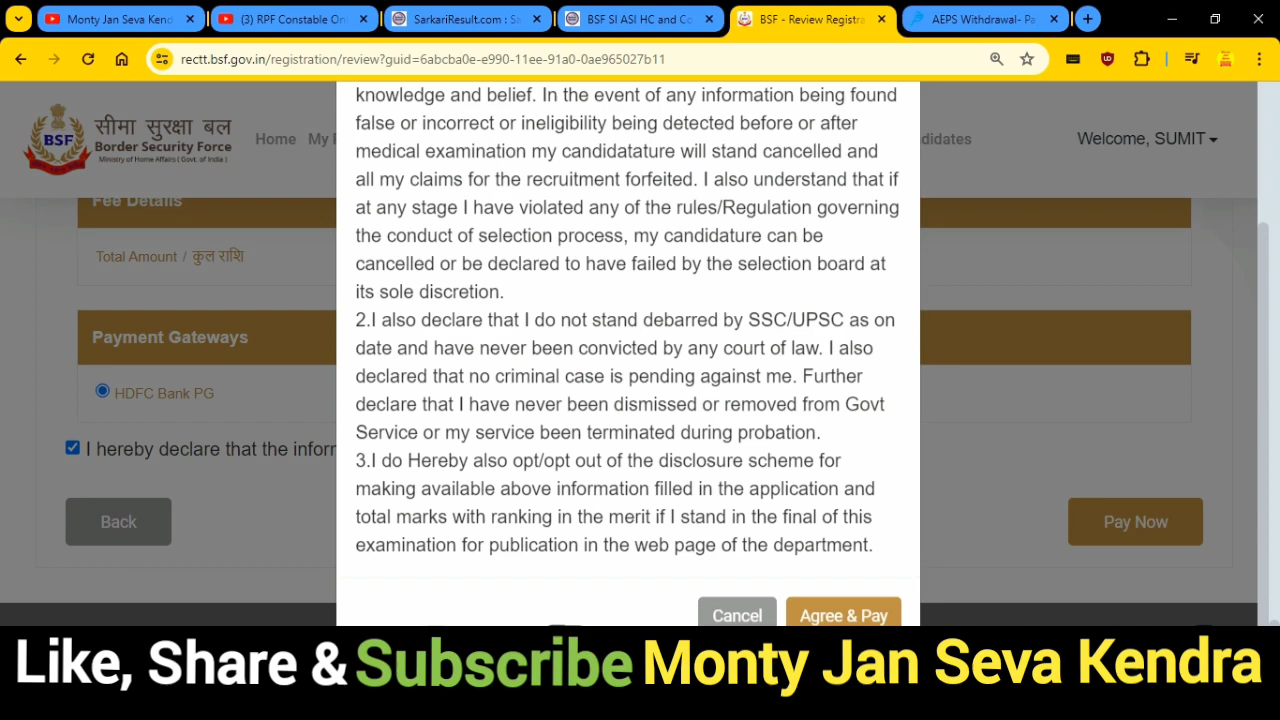 Monty Jan Seva Kend
(3) RPF Constable On
SarkariResult.com : Sa
BSF SI ASI HC and Co
BSF - Review Registra
AEPS Withdrawal- Pa
rectt.bsf.gov.in/registration/review?guid=6abcba0e-e990-11ee-91a0-0ae965027b11
BSF
सीमा सुरक्षा बल
Border Security Force
Ministry of Home Affairs ( Govt. of India )
Home
My
didates
Welcome, SUMIT
Fee Details
Total Amount / कुल राशि
Payment Gateways
HDFC Bank PG
I hereby declare that the inforr
Back
Pay Now
knowledge and belief. In the event of any information being found
false or incorrect or ineligibility being detected before or after
medical examination my candidatature will stand cancelled and
all my claims for the recruitment forfeited. I also understand that if
at any stage I have violated any of the rules/Regulation governing
the conduct of selection process, my candidature can be
cancelled or be declared to have failed by the selection board at
its sole discretion.
2.I also declare that I do not stand debarred by SSC/UPSC as on
date and have never been convicted by any court of law. I also
declared that no criminal case is pending against me. Further
declare that I have never been dismissed or removed from Govt
Service or my service been terminated during probation.
3.I do Hereby also opt/opt out of the disclosure scheme for
making available above information filled in the application and
total marks with ranking in the merit if I stand in the final of this
examination for publication in the web page of the department.
Cancel
Agree & Pay
Like, Share & Subscribe Monty Jan Seva Kendra